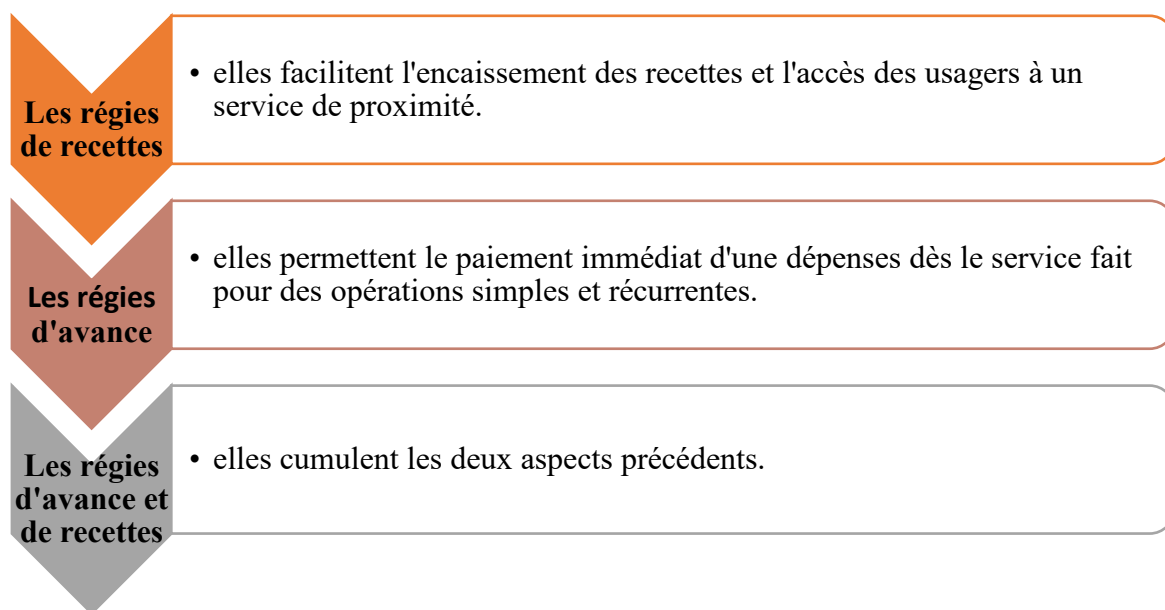 Les régies
de recettes
• elles facilitent l'encaissement des recettes et l'accès des usagers à un
service de proximité.
Les régies
d'avance
• elles permettent le paiement immédiat d'une dépenses dès le service fait
pour des opérations simples et récurrentes.
Les régies
d'avance et
de recettes
• elles cumulent les deux aspects précédents.